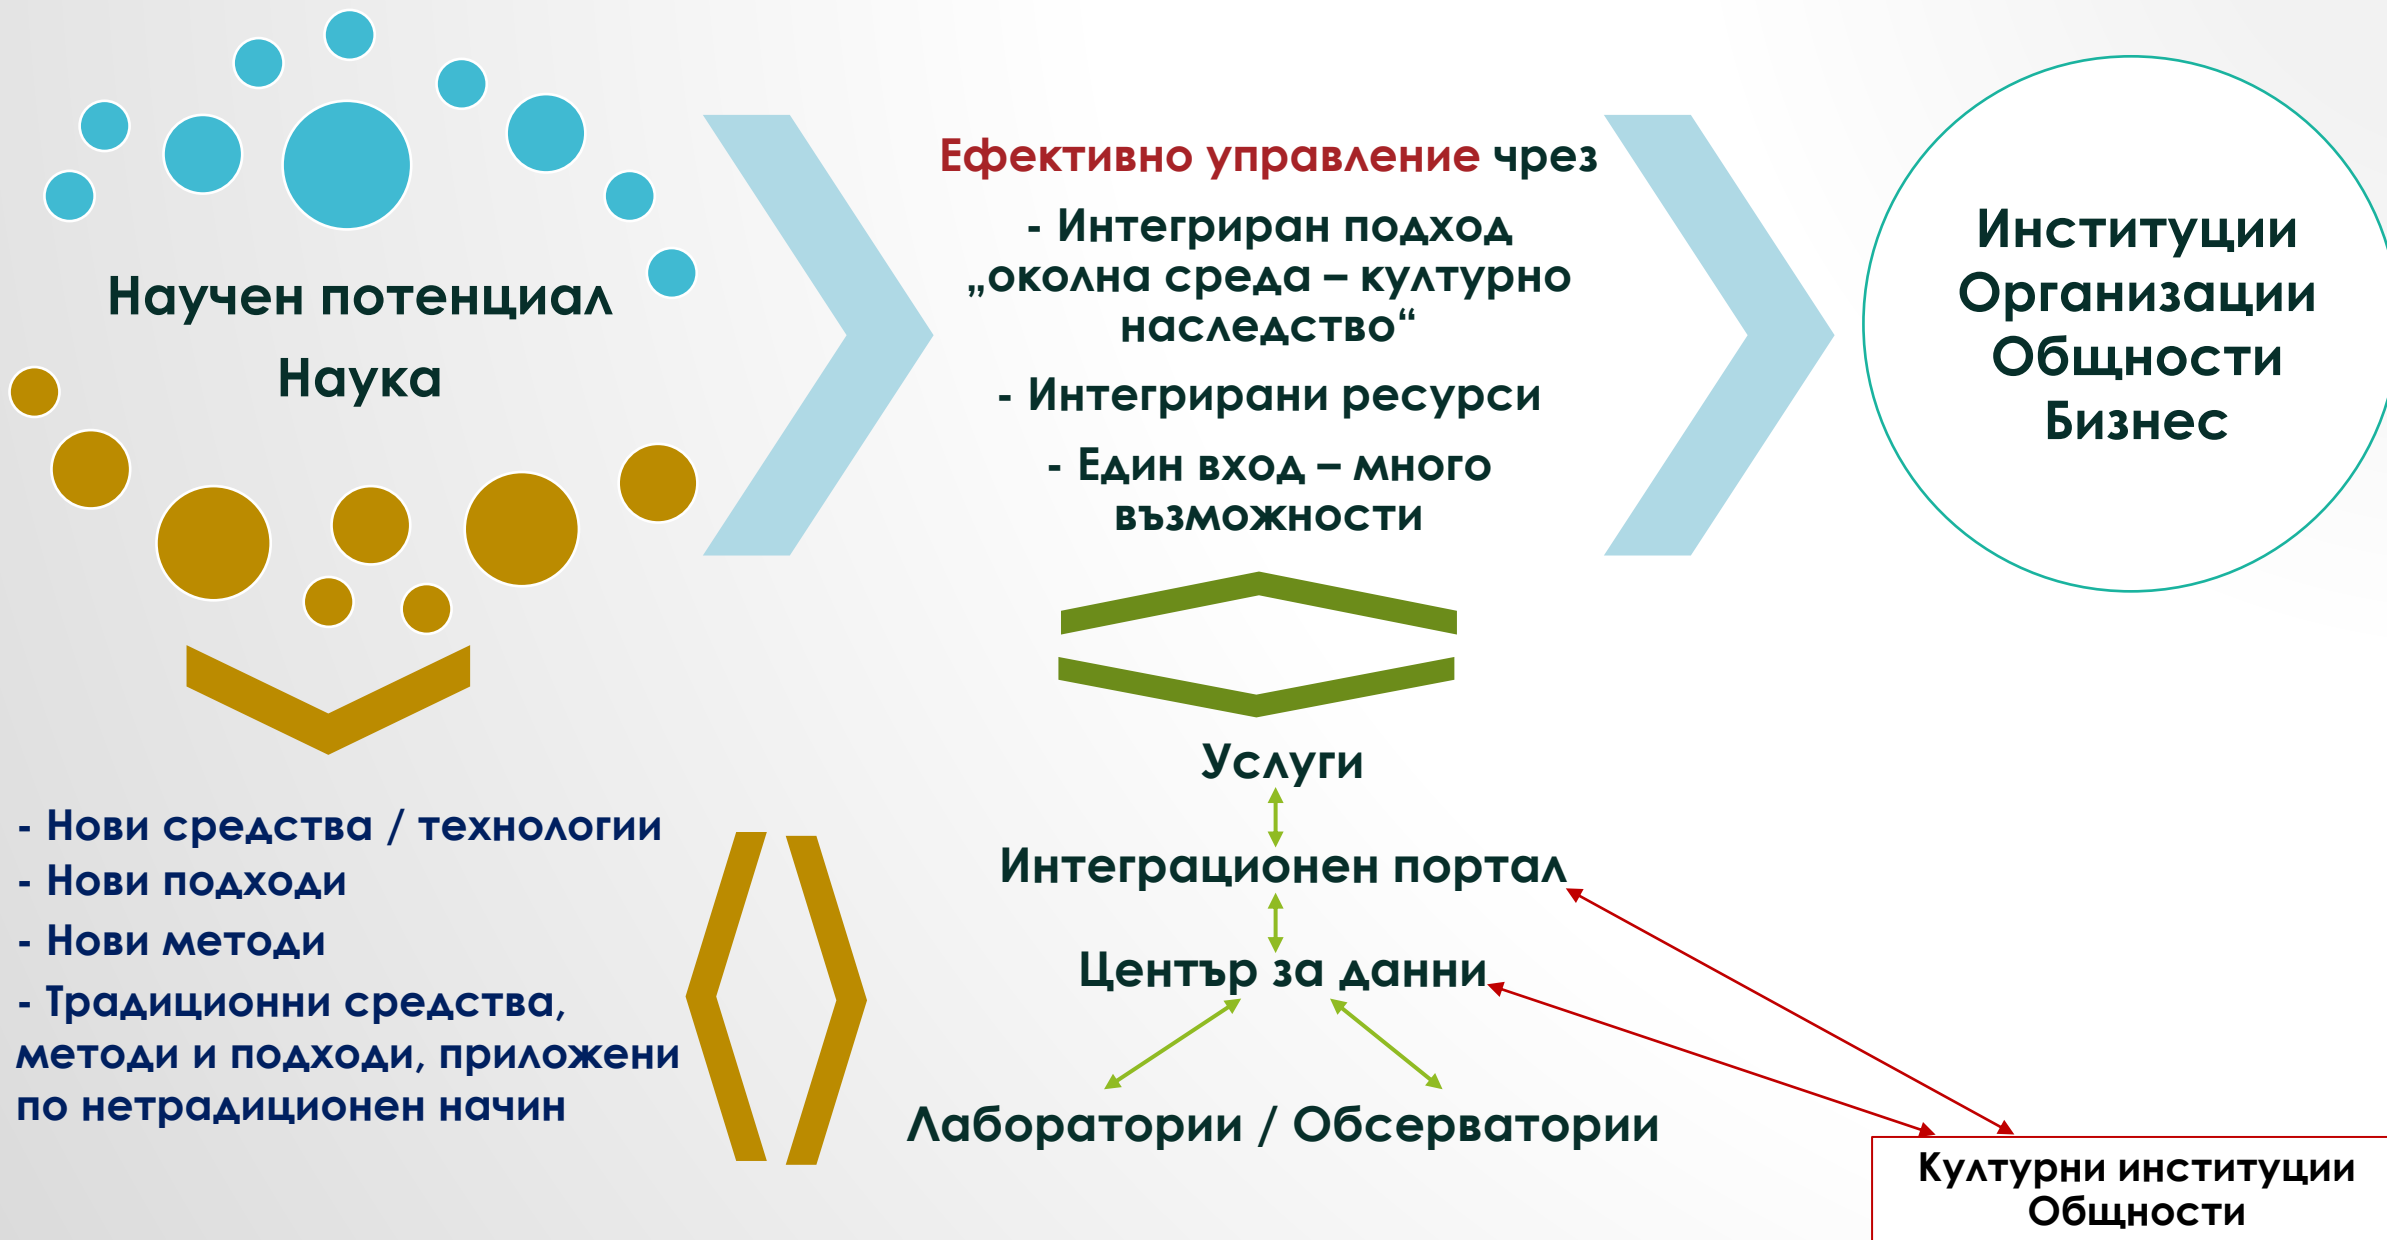 Научен потенциал
Наука
Ефективно управление чрез
- Интегриран подход
„околна среда – културно
наследство“
- Интегрирани ресурси
- Един вход – много
възможности
Институции
Организации
Общности
Бизнес
- Нови средства / технологии
- Нови подходи
- Нови методи
- Традиционни средства,
методи и подходи, приложени
по нетрадиционен начин
Услуги
Интеграционен портал
Център за данни
Лаборатории / Обсерватории
Културни институции
Общности